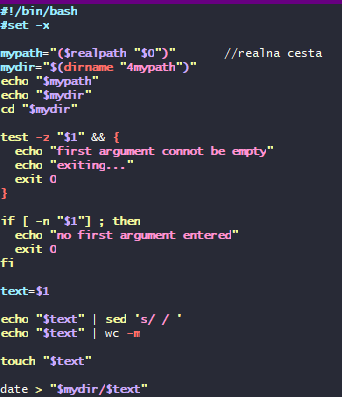 #!/bin/bash
#set -x
mypath="($realpath "$0")" //realna cesta
mydir="$(dirname "4mypath")"
echo "$mypath"
echo "$mydir"
cd "$mydir"
test -z "$1" && {
echo "first argument connot be empty"
echo "exiting..."
exit 0
}
if [ -n "$1"] ; then
echo "no first argument entered"
exit 0
fi
text=$1
echo "$text" | sed 's/ / '
echo "$text" | wc -m
touch "$text"
date > "$mydir/$text"